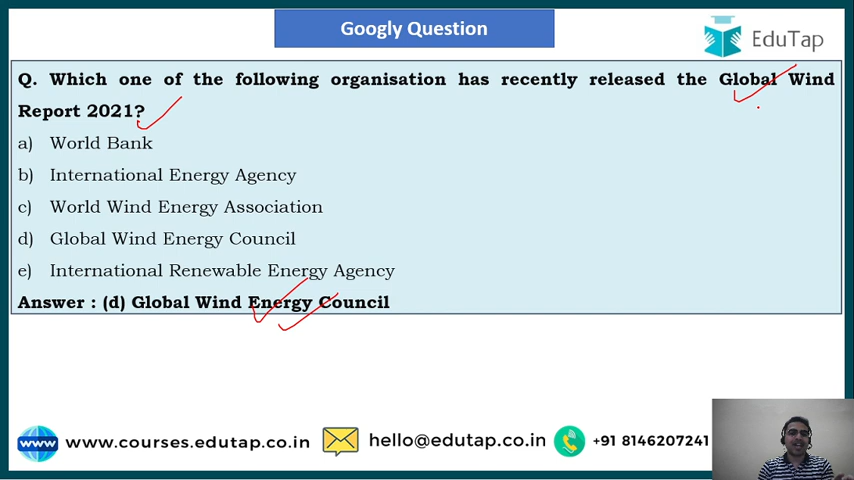 Googly Question
EduTap
Q. Which one of the following organisation has recently released the Global Wind
Report 2021?
a) World Bank
b) International Energy Agency
c) World Wind Energy Association
d) Global Wind Energy Council
e) International Renewable Energy Agency
Answer : (d) Global Wind Energy Council
www www.courses.edutap.co.in hello@edutap.co.in +91 8146207241